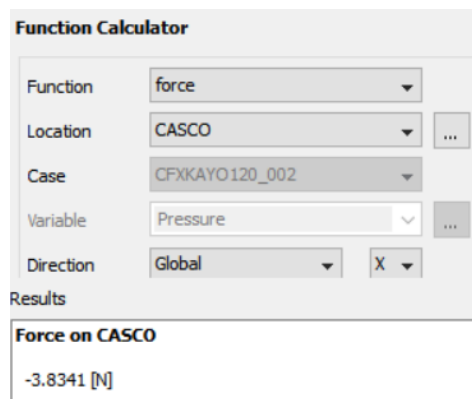 Function Calculator
Function force
Location CASCO ...
Case CFXKAYO120_002
Variable Pressure ...
Direction Global X
Results
Force on CASCO
-3.8341 [N]